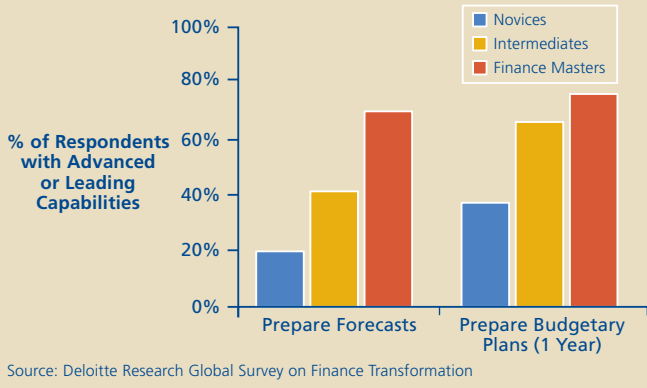 Novices
Intermediates
Finance Masters
100%
80%
60%
40%
20%
0%
% of Respondents
with Advanced
or Leading
Capabilities
Prepare Forecasts
Prepare Budgetary
Plans (1 Year)
Source: Deloitte Research Global Survey on Finance Transformation